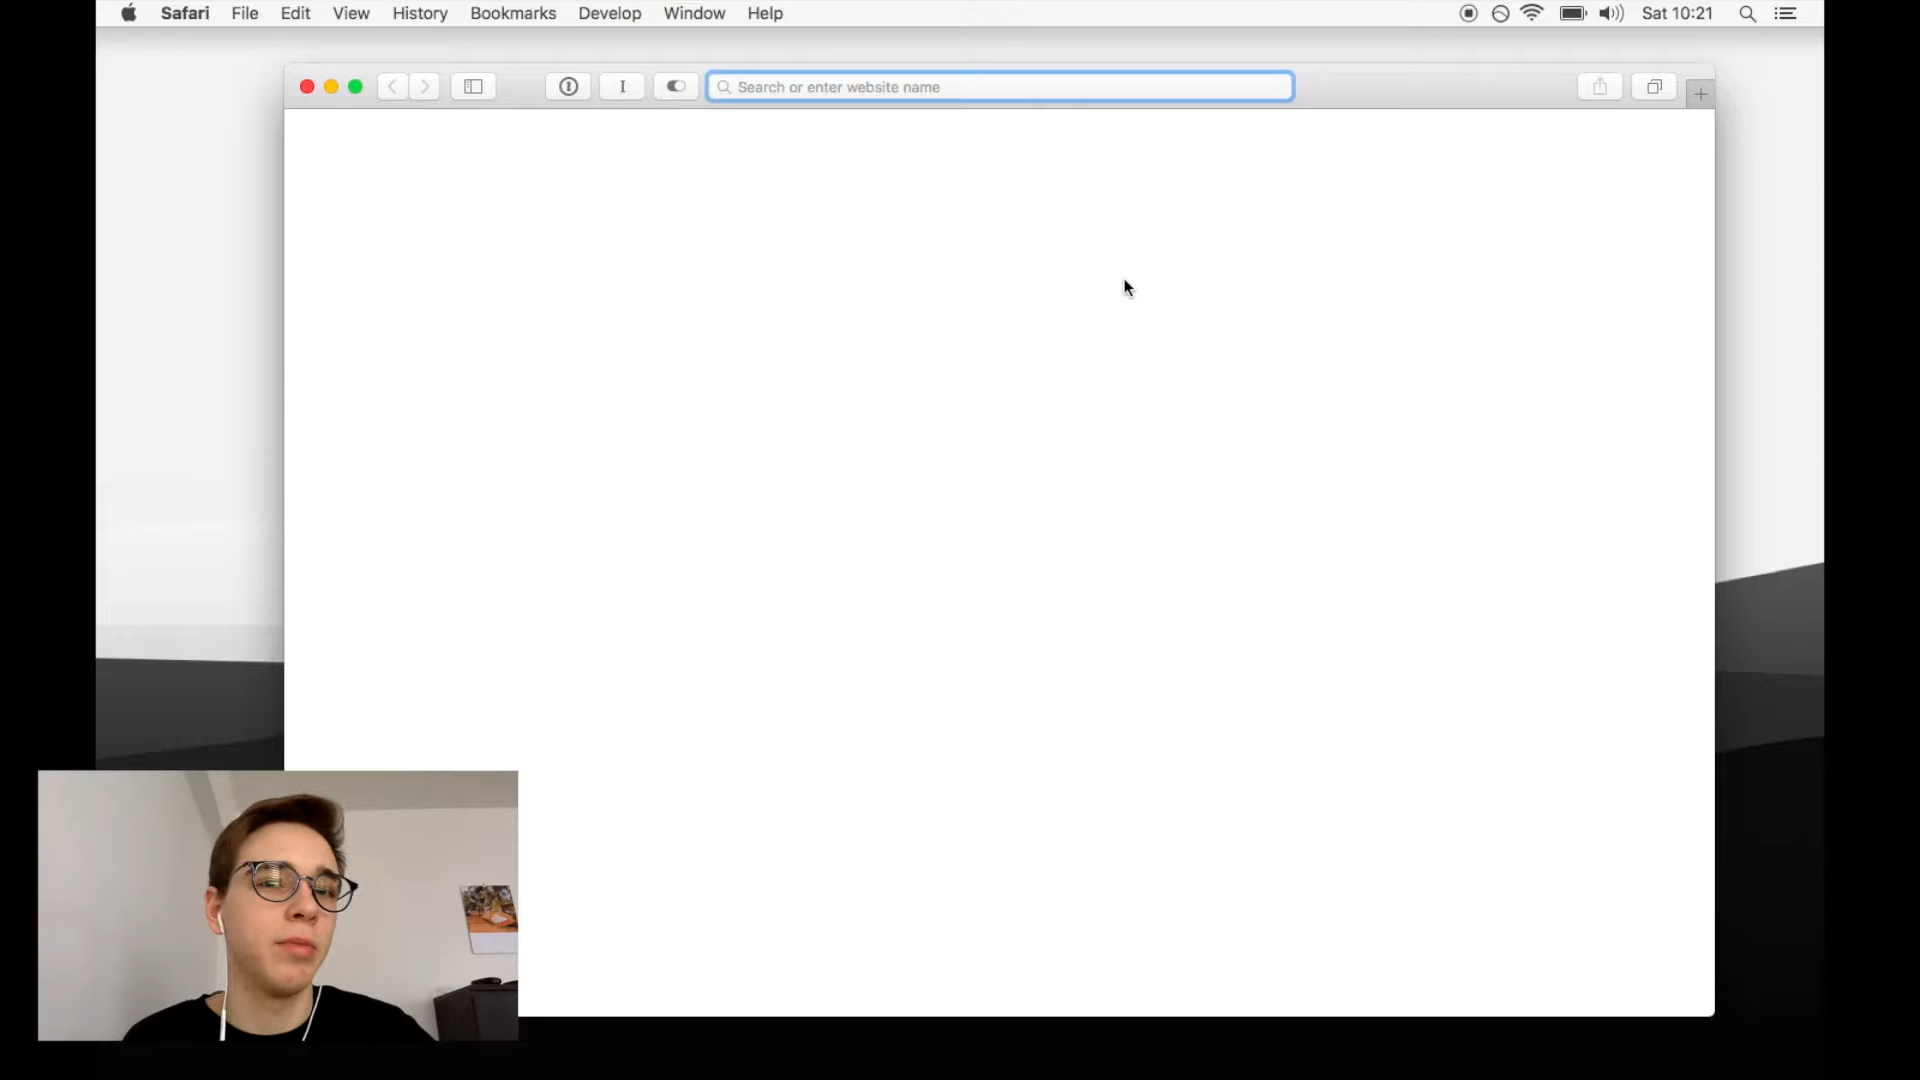 Safari File Edit View History Bookmarks Develop Window Help Sat 10:21
Search or enter website name